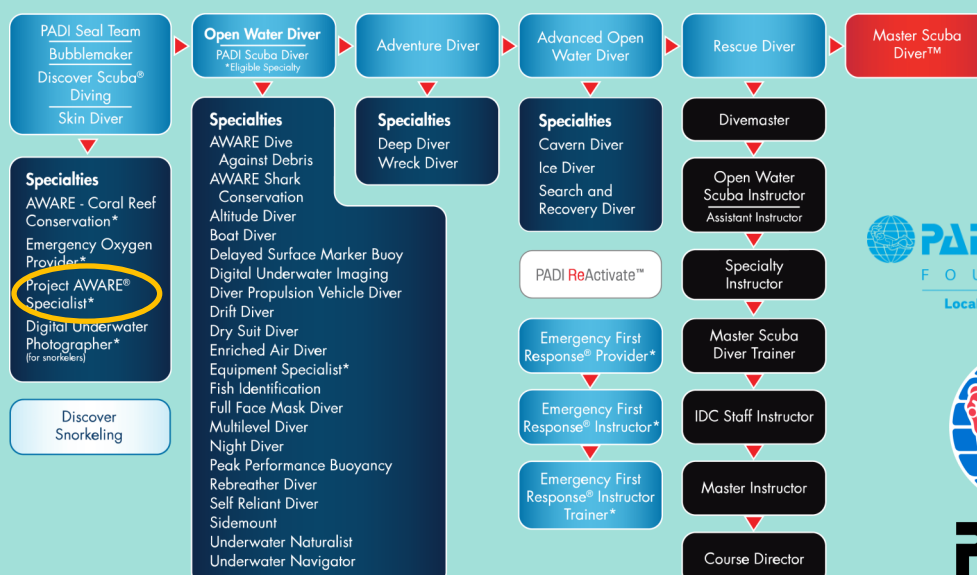 PADI Seal Team
Bubblemaker
Discover Scuba®
Diving
Skin Diver
Specialties
AWARE - Coral Reef
Conservation*
Emergency Oxygen
Provider*
Project AWARE®
Specialist*
Digital Underwater
Photographer*
(for snorkelers)
Discover
Snorkeling
Open Water Diver
PADI Scuba Diver
*Eligible Specialty
Specialties
AWARE Dive
Against Debris
AWARE Shark
Conservation
Altitude Diver
Boat Diver
Delayed Surface Marker Buoy
Digital Underwater Imaging
Diver Propulsion Vehicle Diver
Drift Diver
Dry Suit Diver
Enriched Air Diver
Equipment Specialist*
Fish Identification
Full Face Mask Diver
Multilevel Diver
Night Diver
Peak Performance Buoyancy
Rebreather Diver
Self Reliant Diver
Sidemount
Underwater Naturalist
Underwater Navigator
Adventure Diver
Specialties
Deep Diver
Wreck Diver
Advanced Open
Water Diver
Specialties
Cavern Diver
Ice Diver
Search and
Recovery Diver
PADI ReActivate™
Emergency First
Response® Provider*
Emergency First
Response® Instructor*
Emergency First
Response® Instructor
Trainer*
Rescue Diver
Divemaster
Open Water
Scuba Instructor
Assistant Instructor
Specialty
Instructor
Master Scuba
Diver Trainer
IDC Staff Instructor
Master Instructor
Course Director
Master Scuba
Diver™